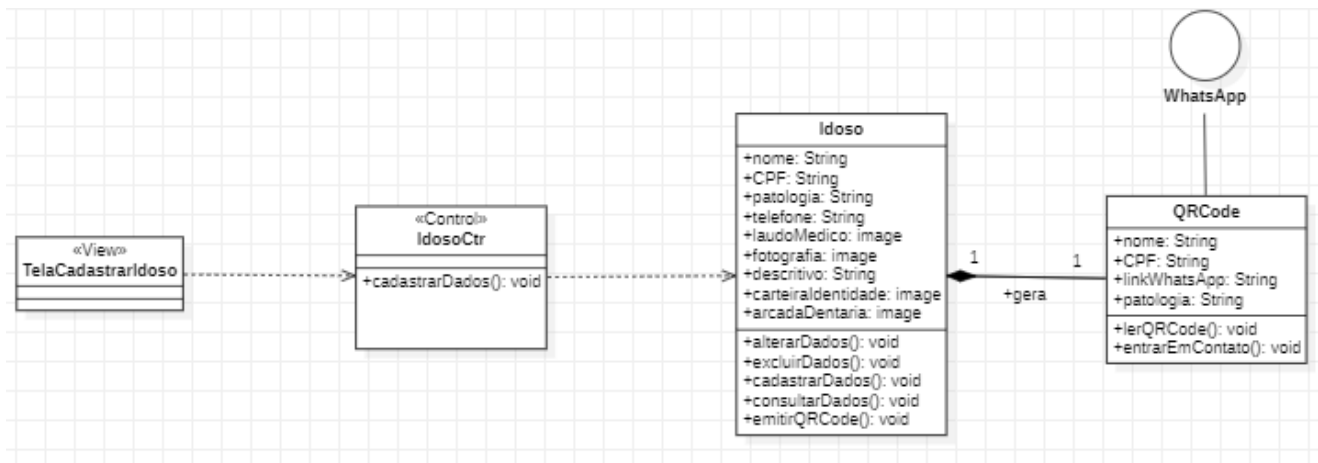 «View»
TelaCadastrarIdoso
«Control»
IdosoCtr
+cadastrarDados(): void
Idoso
+nome: String
+CPF: String
+patologia: String
+telefone: String
+laudoMedico: image
+fotografia: image
+descritivo: String
+carteiraIdentidade: image
+arcadaDentaria: image
+alterarDados(): void
+excluirDados(): void
+cadastrarDados(): void
+consultarDados(): void
+emitirQRCode(): void
1
1
+gera
WhatsApp
QRCode
+nome: String
+CPF: String
+linkWhatsApp: String
+patologia: String
+lerQRCode(): void
+entrarEmContato(): void